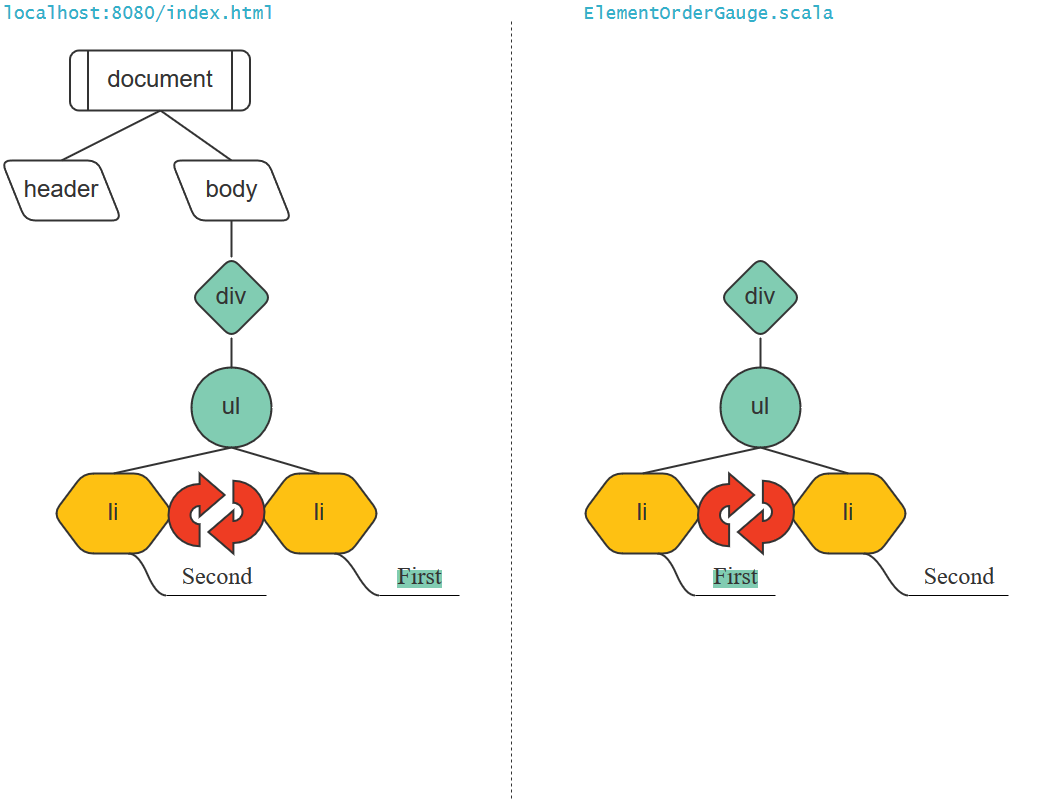 localhost:8080/index.html
document
header
body
div
ul
li
li
Second
First
ElementOrderGauge.scala
div
ul
li
li
First
Second